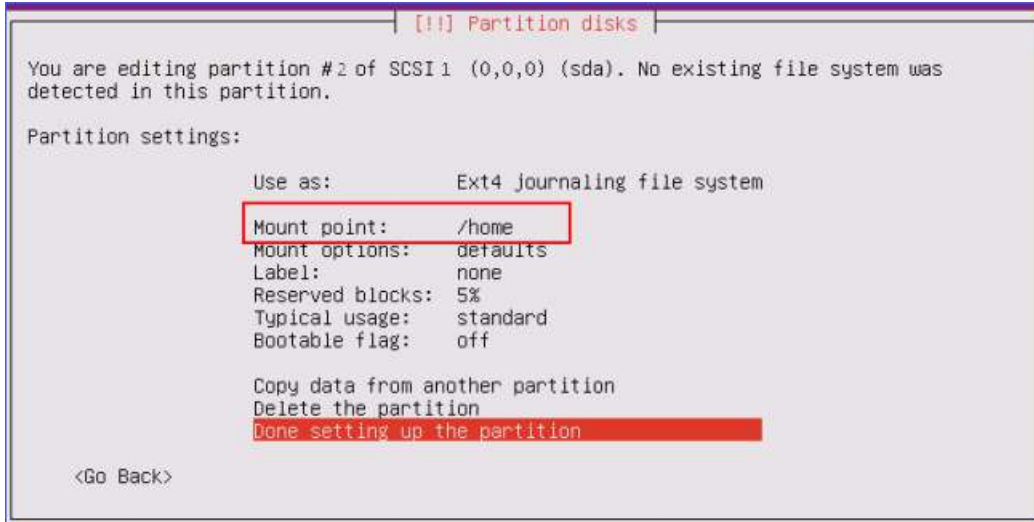 [!!] Partition disks
You are editing partition #2 of SCSI1 (0,0,0) (sda). No existing file system was
detected in this partition.
Partition settings:
Use as: Ext4 journaling file system
Mount point: /home
Mount options: defaults
Label: none
Reserved blocks: 5%
Typical usage: standard
Bootable flag: off
Copy data from another partition
Delete the partition
Done setting up the partition
<Go Back>